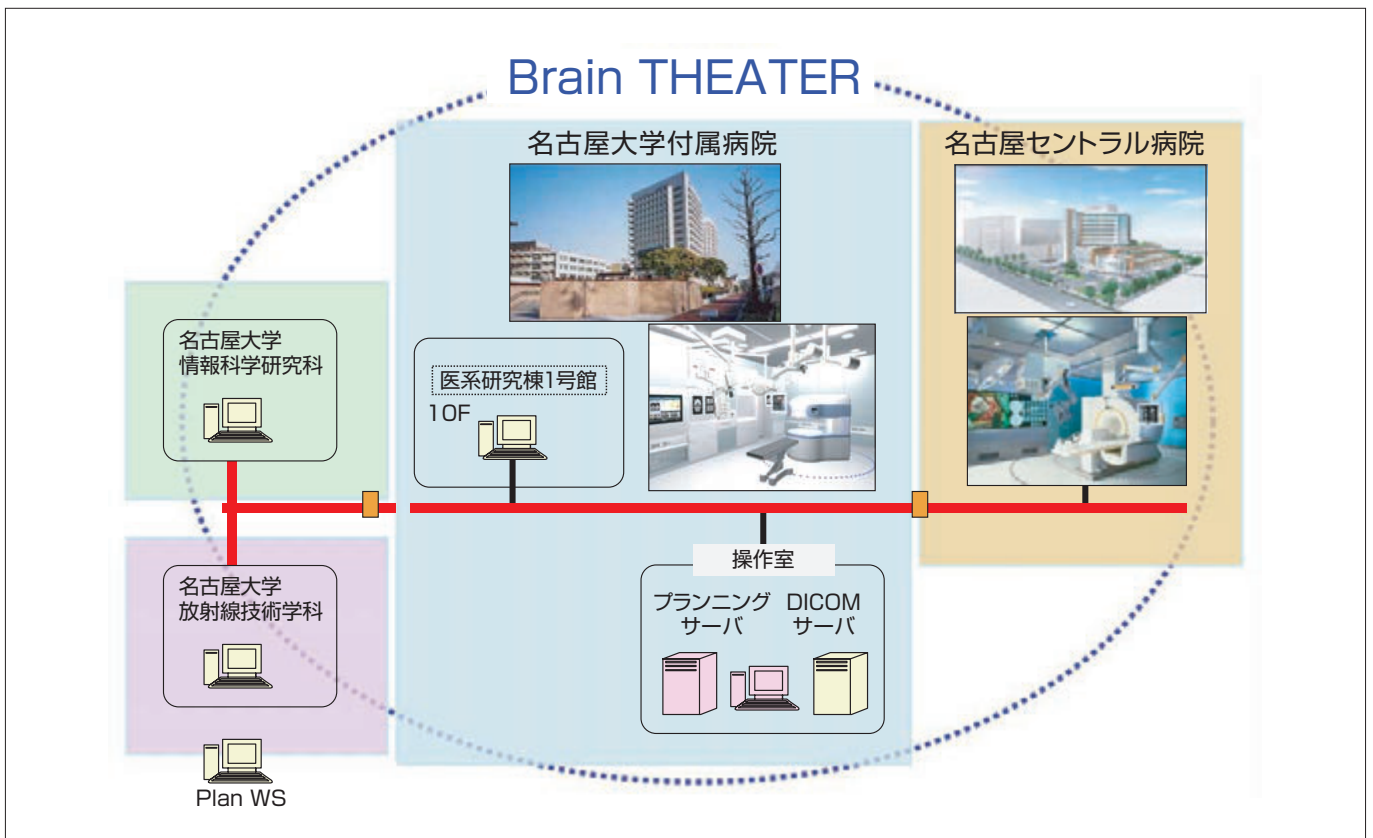 Brain THEATER
名古屋大学付属病院
名古屋セントラル病院
名古屋大学
情報科学研究科
医系研究棟1号館
10F
操作室
プランニング
サーバ
DICOM
サーバ
名古屋大学
放射線技術学科
Plan WS